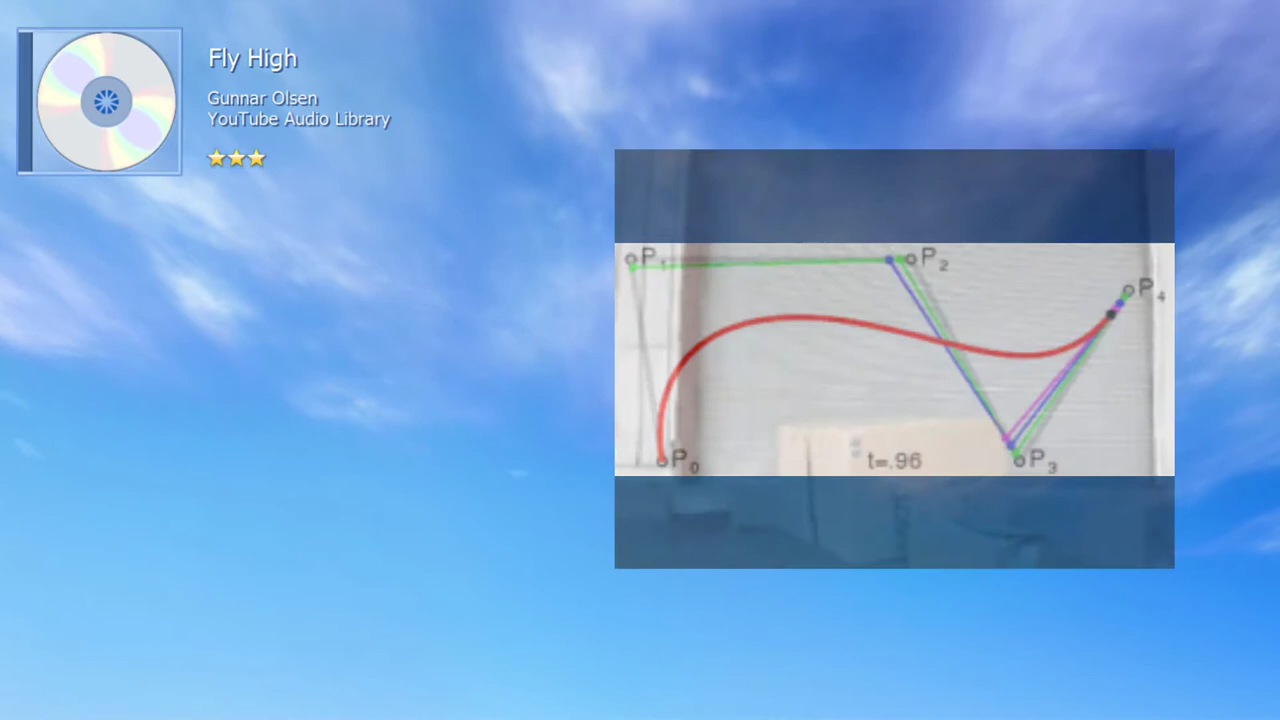 Fly High
Gunnar Olsen
YouTube Audio Library
P1 P2
P4
P0 t=.96 P3